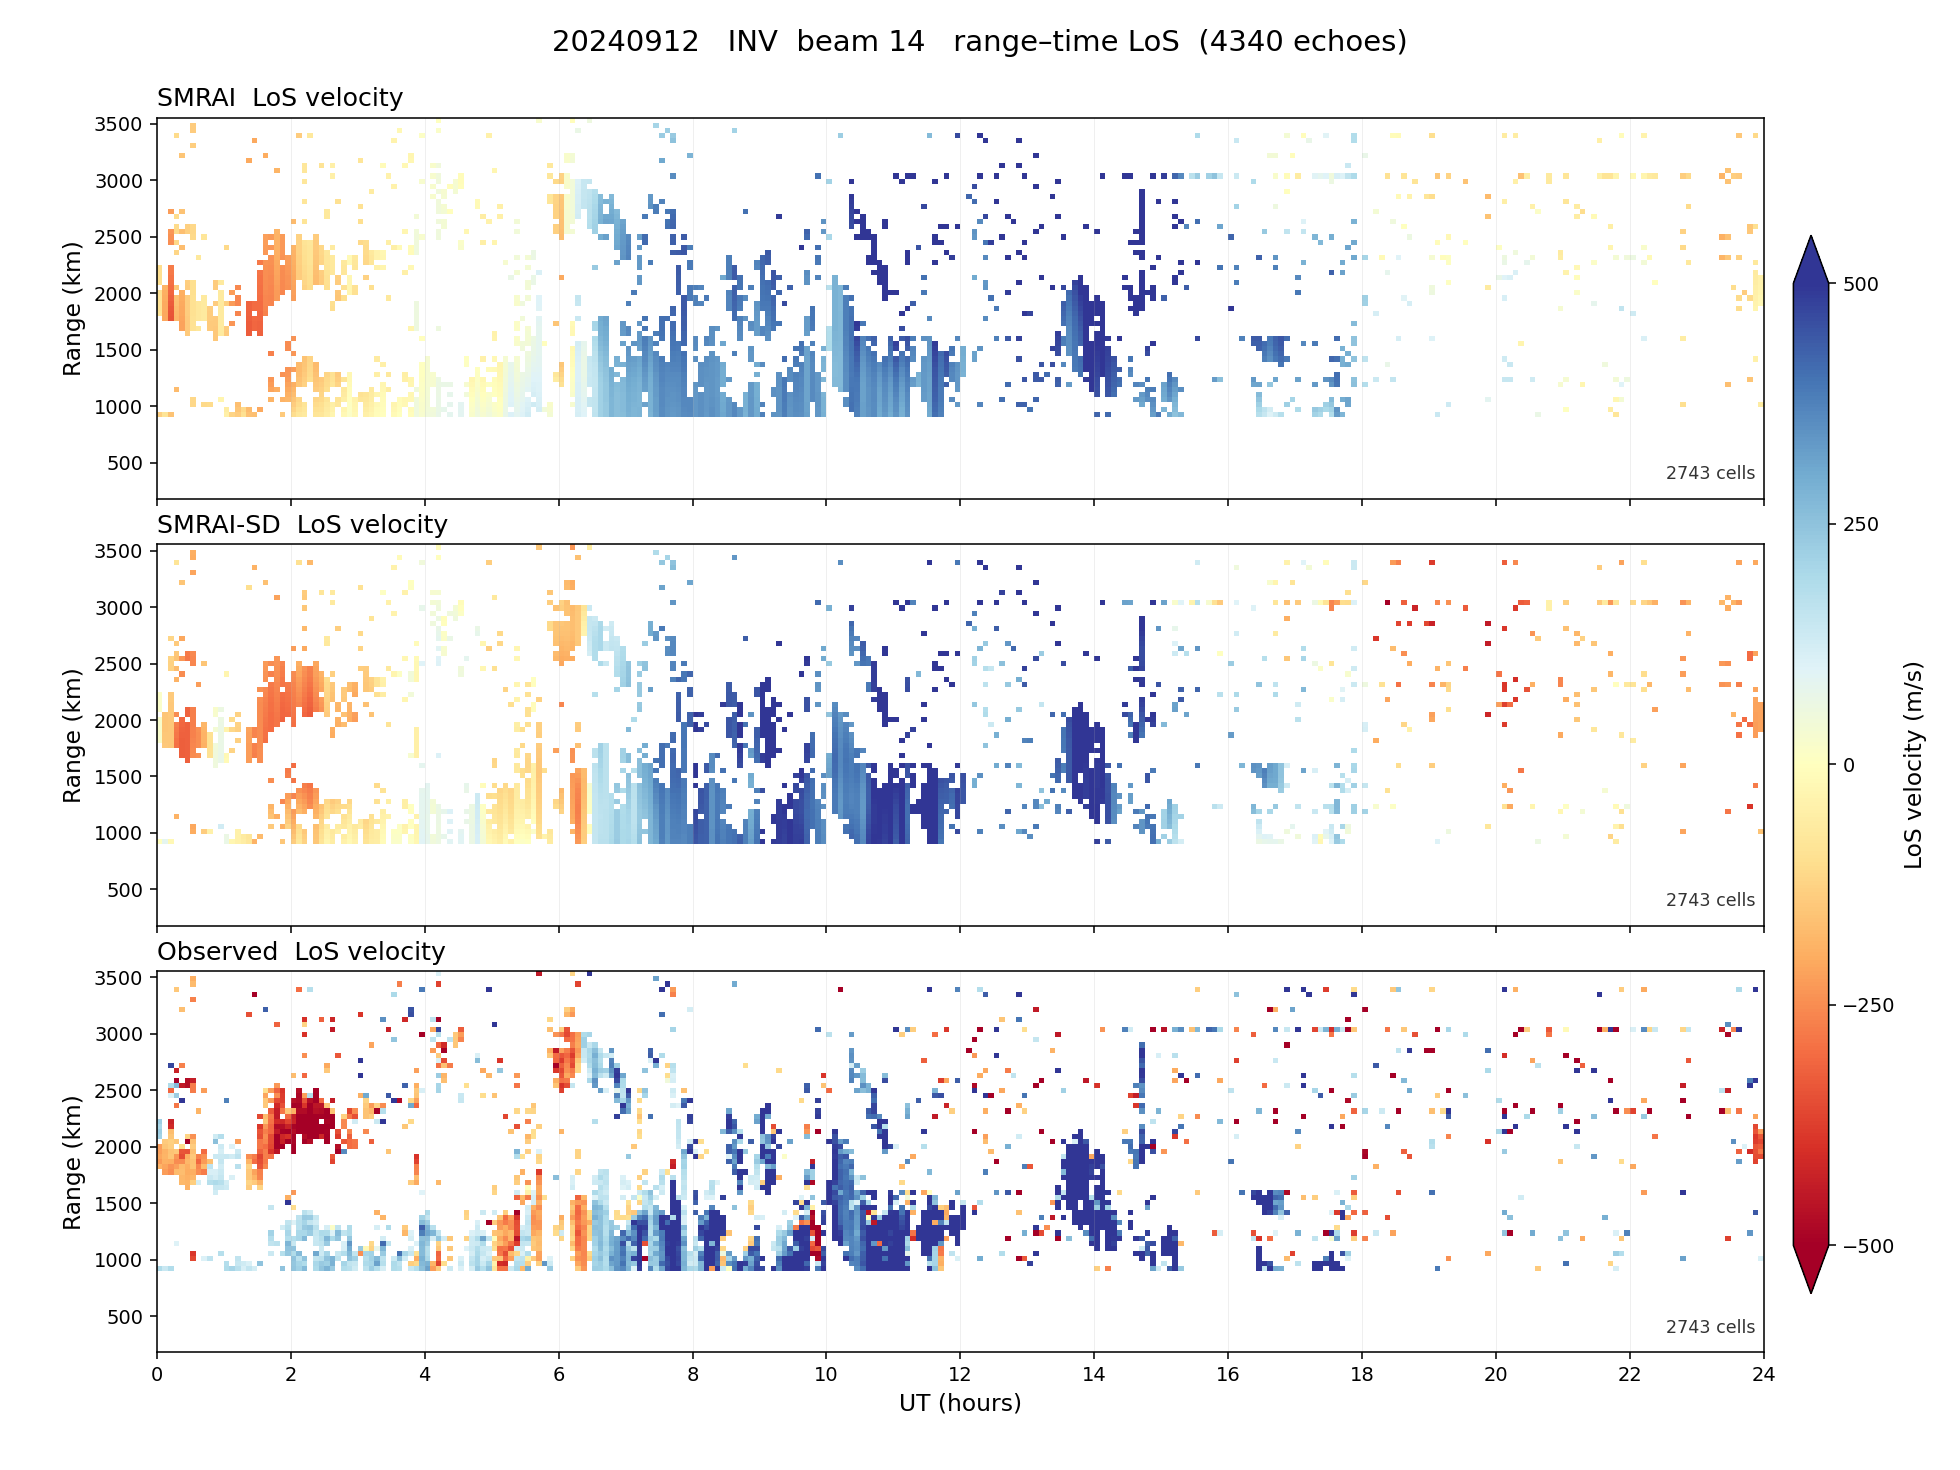 20240912   INV  beam 14   range–time LoS  (4340 echoes)
SMRAI  LoS velocity
3500
3000
2500
2000
1500
1000
500
Range (km)
2743 cells
SMRAI-SD  LoS velocity
3500
3000
2500
2000
1500
1000
500
Range (km)
2743 cells
Observed  LoS velocity
3500
3000
2500
2000
1500
1000
500
Range (km)
2743 cells
0 2 4 6 8 10 12 14 16 18 20 22 24
UT (hours)
500
250
0
−250
−500
LoS velocity (m/s)